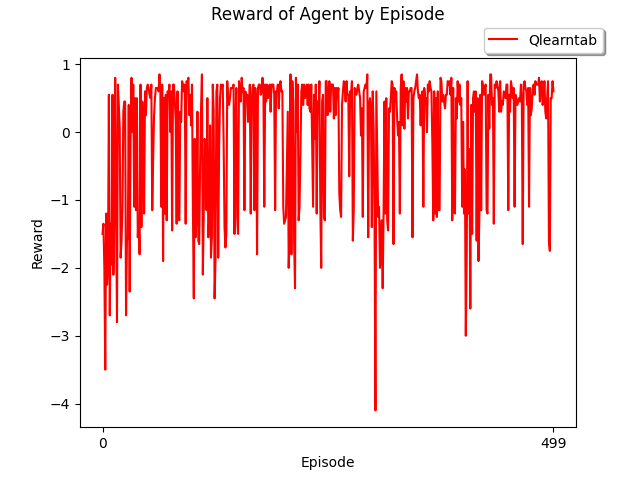 Reward of Agent by Episode
Qlearntab
1
0
−1
−2
−3
−4
Reward
0
499
Episode